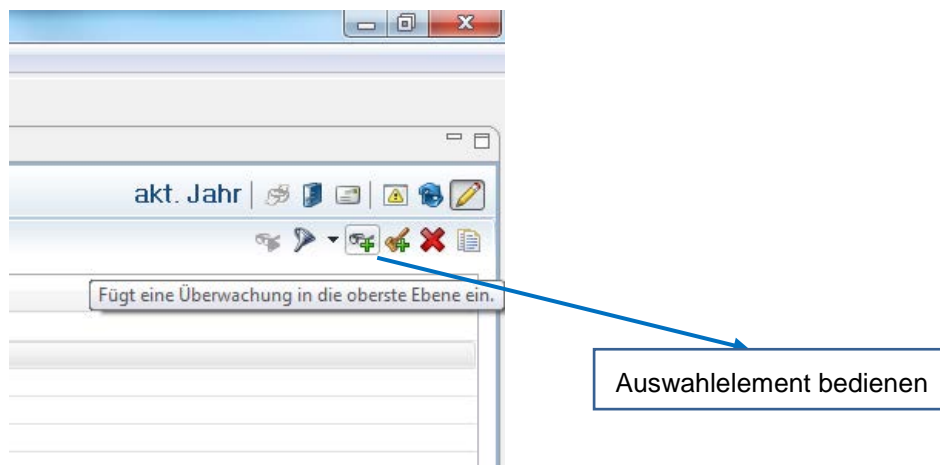 akt. Jahr
Fügt eine Überwachung in die oberste Ebene ein.
Auswahlelement bedienen